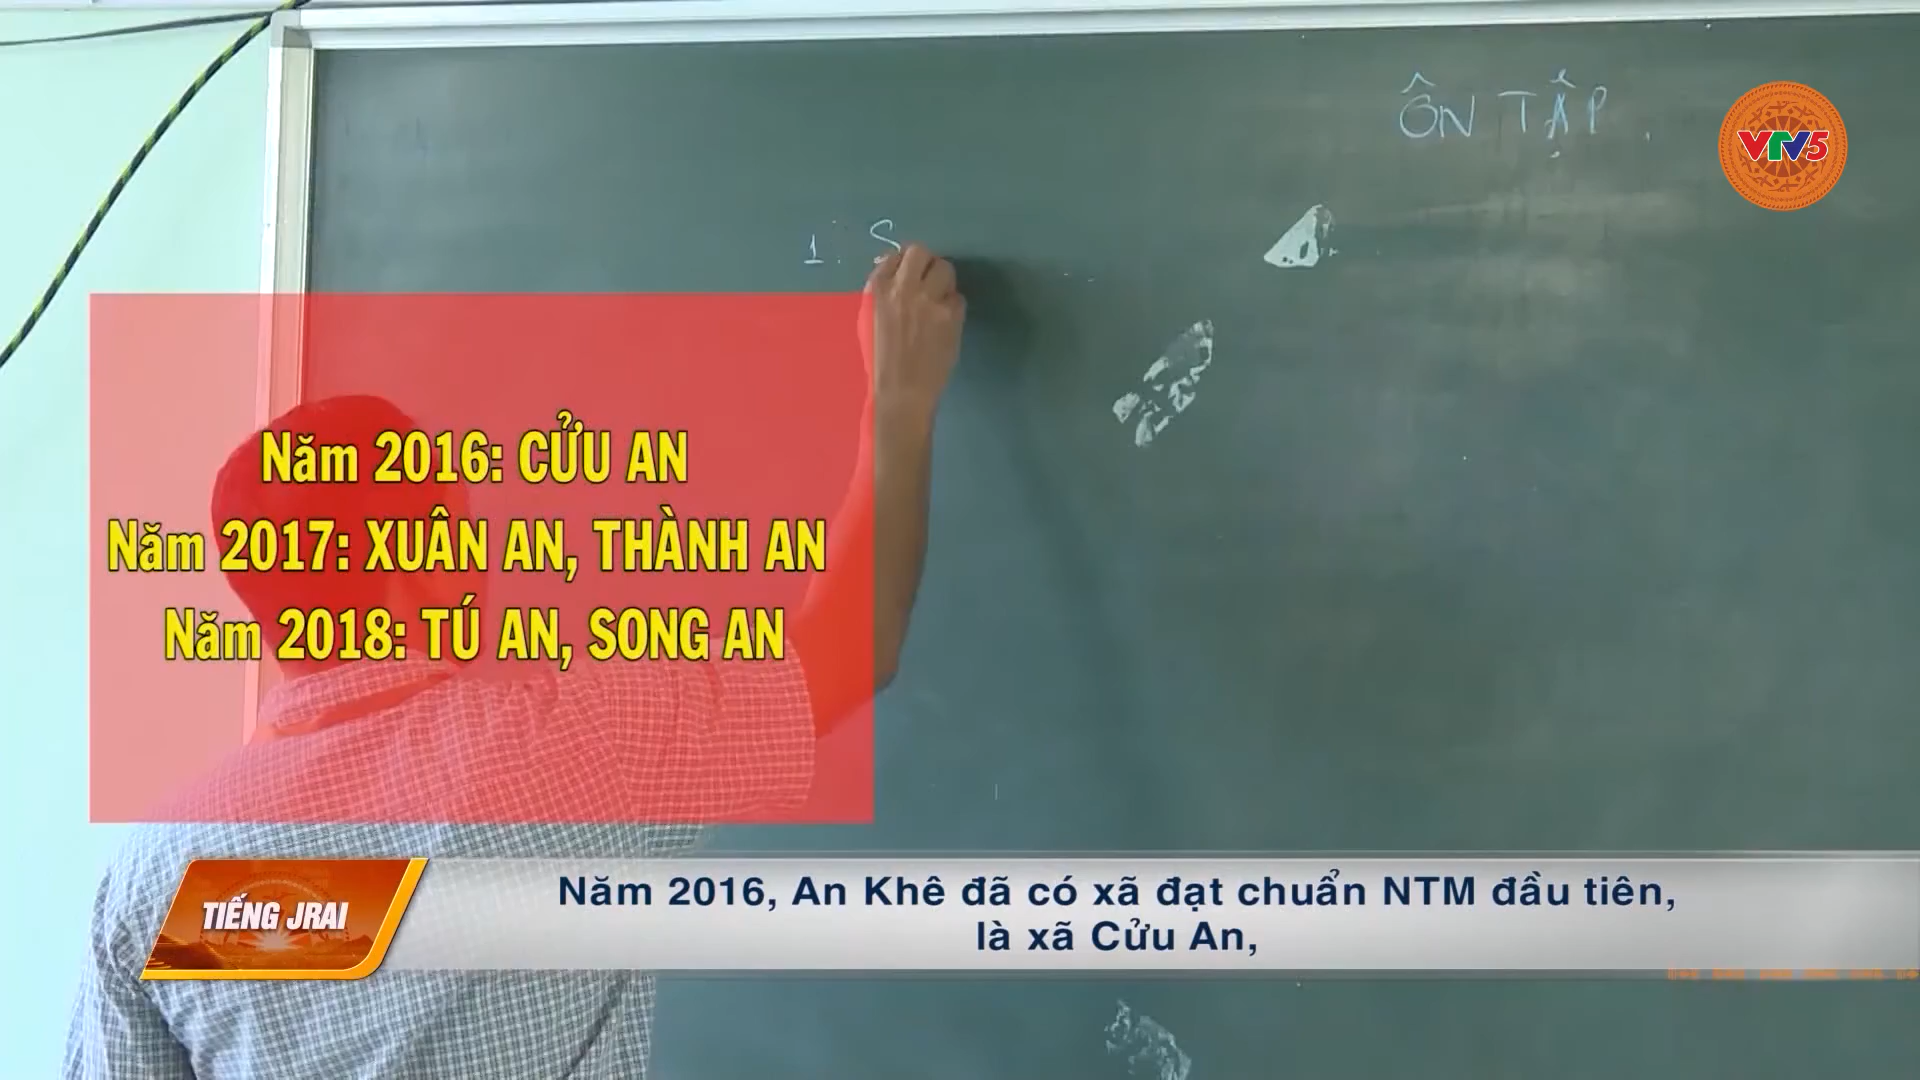 ÔN TẬP.
VTV5
1. S
Năm 2016: CỬU AN
Năm 2017: XUÂN AN, THÀNH AN
Năm 2018: TÚ AN, SONG AN
TIẾNG JRAI
Năm 2016, An Khê đã có xã đạt chuẩn NTM đầu tiên,
là xã Cửu An,